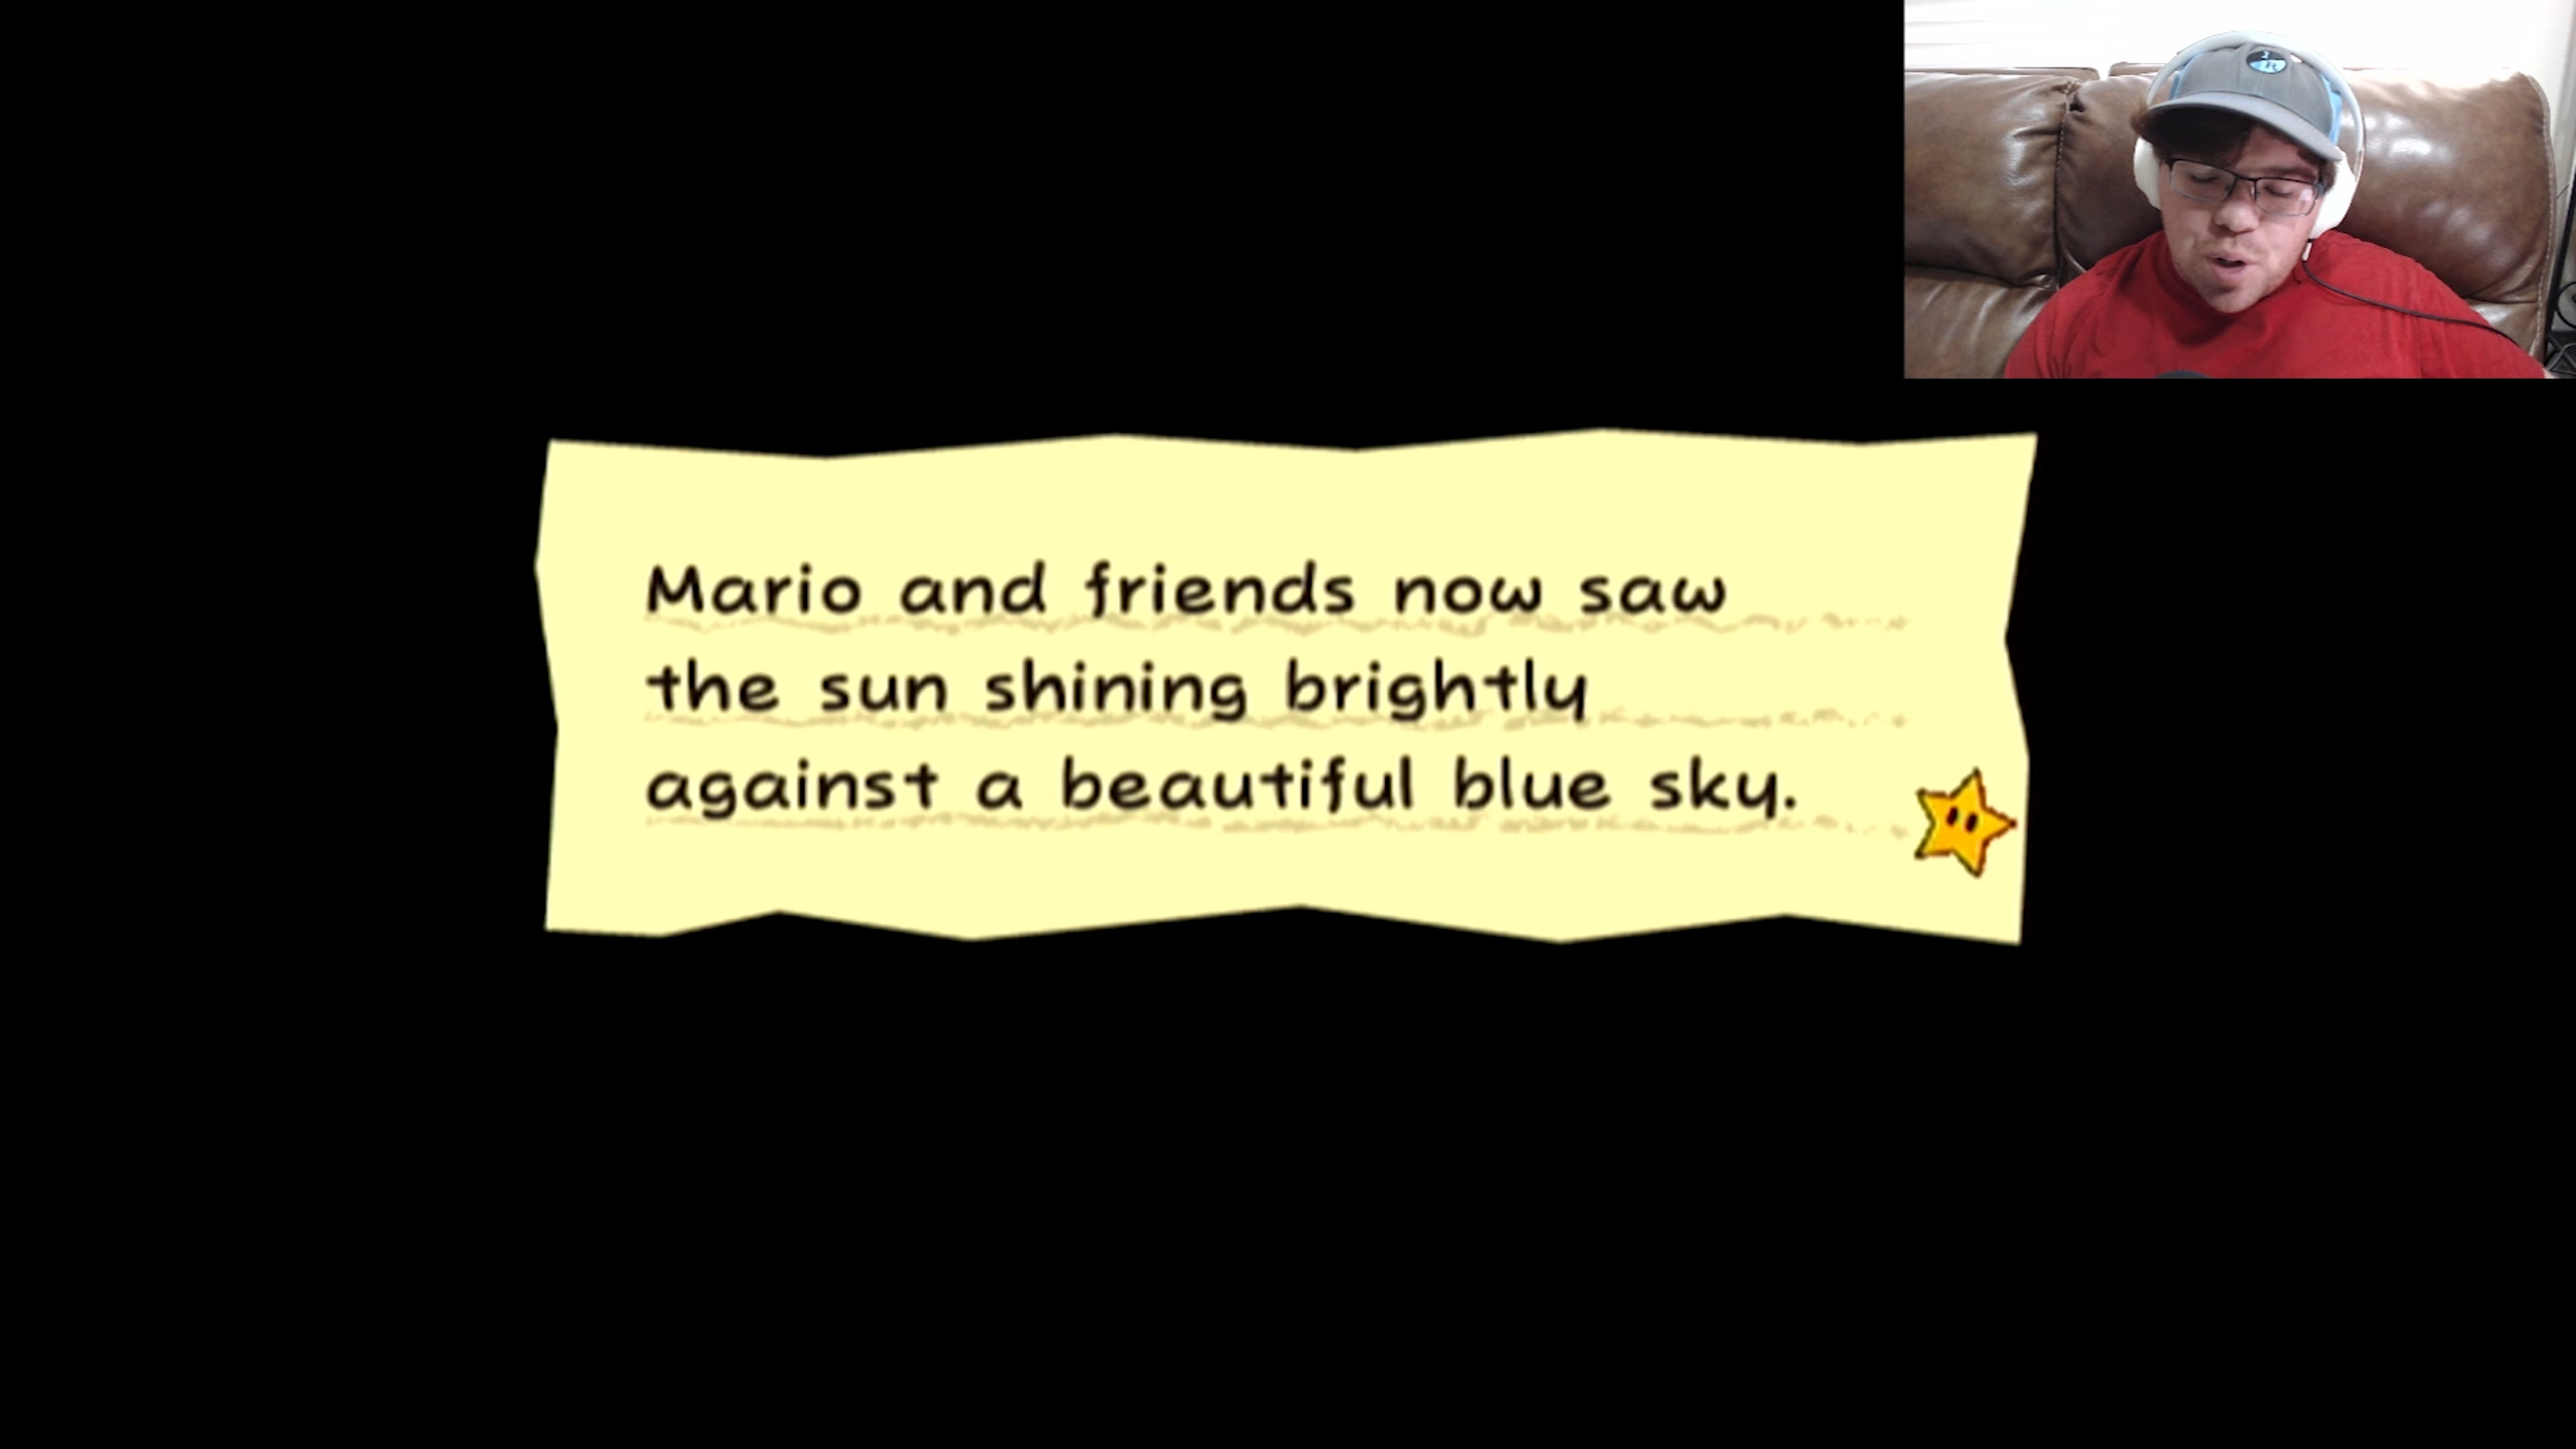 Mario and friends now saw
the sun shining brightly
against a beautiful blue sky.